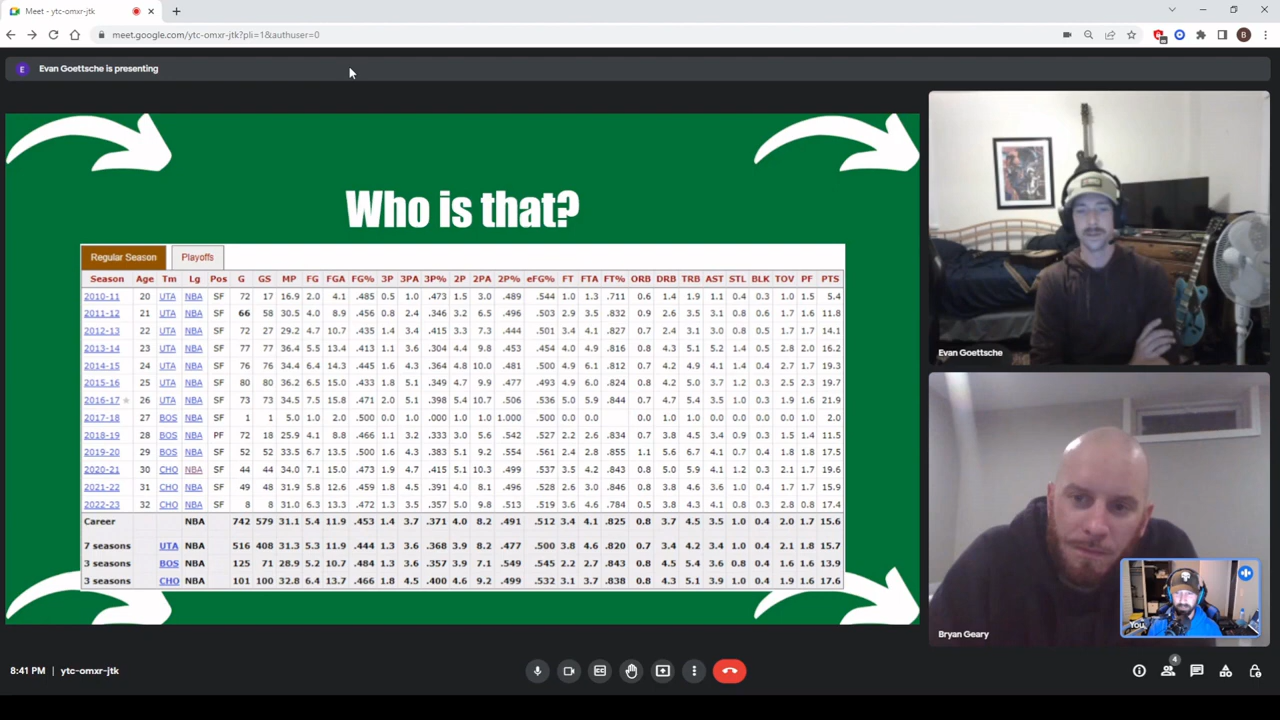 Meet - ytc-omxr-jtk
meet.google.com/ytc-omxr-jtk?pli=1&authuser=0
B
E Evan Goettsche is presenting
Who is that?
Regular Season Playoffs
Season Age Tm Lg Pos G GS MP FG FGA FG% 3P 3PA 3P% 2P 2PA 2P% eFG% FT FTA FT% ORB DRB TRB AST STL BLK TOV PF PTS
2010-11 20 UTA NBA SF 72 17 16.9 2.0 4.1 .485 0.5 1.0 .473 1.5 3.0 .489 .544 1.0 1.3 .711 0.6 1.4 1.9 1.1 0.4 0.3 1.0 1.5 5.4
2011-12 21 UTA NBA SF 66 58 30.5 4.0 8.9 .456 0.8 2.4 .346 3.2 6.5 .496 .503 2.9 3.5 .832 0.9 2.6 3.5 3.1 0.8 0.6 1.7 1.6 11.8
2012-13 22 UTA NBA SF 72 27 29.2 4.7 10.7 .435 1.4 3.4 .415 3.3 7.3 .444 .501 3.4 4.1 .827 0.7 2.4 3.1 3.0 0.8 0.5 1.7 1.7 14.1
2013-14 23 UTA NBA SF 77 77 36.4 5.5 13.4 .413 1.1 3.6 .304 4.4 9.8 .453 .454 4.0 4.9 .816 0.8 4.3 5.1 5.2 1.4 0.5 2.8 2.0 16.2
2014-15 24 UTA NBA SF 76 76 34.4 6.4 14.3 .445 1.6 4.3 .364 4.8 10.0 .481 .500 4.9 6.1 .812 0.7 4.2 4.9 4.1 1.4 0.4 2.7 1.7 19.3
2015-16 25 UTA NBA SF 80 80 36.2 6.5 15.0 .433 1.8 5.1 .349 4.7 9.9 .477 .493 4.9 6.0 .824 0.8 4.2 5.0 3.7 1.2 0.3 2.5 2.3 19.7
2016-17 26 UTA NBA SF 73 73 34.5 7.5 15.8 .471 2.0 5.1 .398 5.4 10.7 .506 .536 5.0 5.9 .844 0.7 4.7 5.4 3.5 1.0 0.3 1.9 1.6 21.9
2017-18 27 BOS NBA SF 1 1 5.0 1.0 2.0 .500 0.0 1.0 .000 1.0 1.0 1.000 .500 0.0 0.0 0.0 1.0 1.0 0.0 0.0 0.0 0.0 1.0 2.0
2018-19 28 BOS NBA PF 72 18 25.9 4.1 8.8 .466 1.1 3.2 .333 3.0 5.6 .542 .527 2.2 2.6 .834 0.7 3.8 4.5 3.4 0.9 0.3 1.5 1.4 11.5
2019-20 29 BOS NBA SF 52 52 33.5 6.7 13.5 .500 1.6 4.3 .383 5.1 9.2 .554 .561 2.4 2.8 .855 1.1 5.6 6.7 4.1 0.7 0.4 1.8 1.8 17.5
2020-21 30 CHO NBA SF 44 44 34.0 7.1 15.0 .473 1.9 4.7 .415 5.1 10.3 .499 .537 3.5 4.2 .843 0.8 5.0 5.9 4.1 1.2 0.3 2.0 1.7 19.6
2021-22 31 CHO NBA SF 49 48 31.9 5.8 12.6 .459 1.8 4.5 .391 4.1 8.1 .496 .528 2.6 3.0 .846 0.8 3.8 4.6 3.6 1.0 0.4 1.7 1.7 15.9
2022-23 32 CHO NBA SF 8 8 31.0 6.3 13.3 .472 1.3 3.5 .357 5.0 9.8 .513 .519 3.6 4.6 .784 0.5 3.8 4.3 4.5 0.8 0.3 2.8 0.8 17.4
Career NBA 742 579 31.1 5.4 11.9 .453 1.4 3.7 .371 4.0 8.2 .491 .512 3.4 4.1 .825 0.8 3.7 4.5 3.5 1.0 0.4 2.0 1.7 15.6
7 seasons UTA NBA 516 408 31.3 5.3 11.9 .444 1.3 3.6 .368 3.9 8.2 .477 .500 3.8 4.6 .820 0.7 3.4 4.2 3.4 1.0 0.4 2.1 1.8 15.7
3 seasons BOS NBA 125 71 28.9 5.2 10.7 .484 1.3 3.6 .357 3.9 7.1 .549 .545 2.2 2.7 .843 0.9 4.5 5.4 3.6 0.8 0.4 1.6 1.6 13.9
3 seasons CHO NBA 101 100 32.8 6.4 13.7 .466 1.8 4.5 .400 4.6 9.2 .499 .532 3.1 3.7 .838 0.8 4.3 5.1 3.9 1.0 0.4 1.9 1.6 17.6
Evan Goettsche
Bryan Geary
You
8:41 PM | ytc-omxr-jtk
CC
4